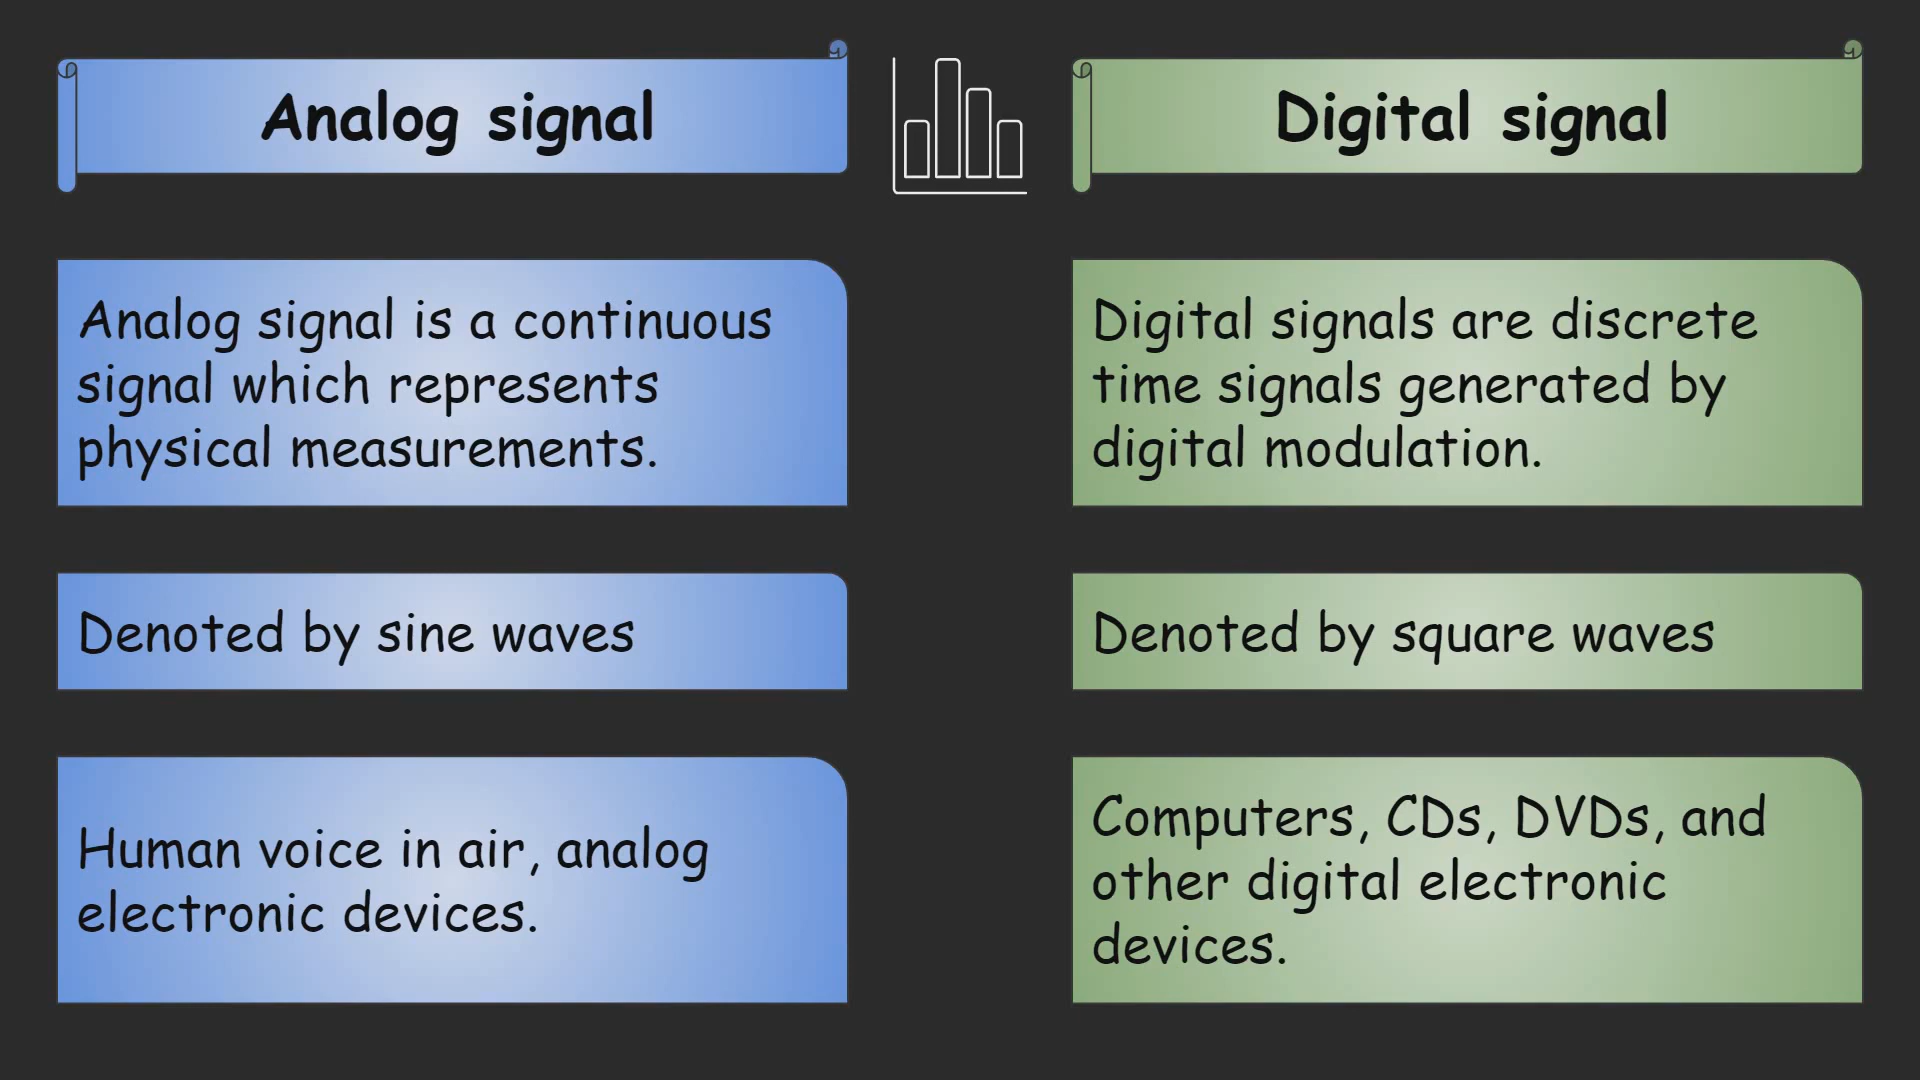 Analog signal
Analog signal is a continuous
signal which represents
physical measurements.
Denoted by sine waves
Human voice in air, analog
electronic devices.
Digital signal
Digital signals are discrete
time signals generated by
digital modulation.
Denoted by square waves
Computers, CDs, DVDs, and
other digital electronic
devices.